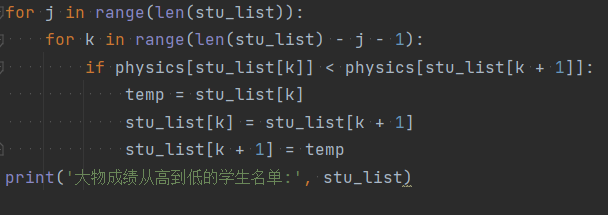 for j in range(len(stu_list)):
    for k in range(len(stu_list) - j - 1):
        if physics[stu_list[k]] < physics[stu_list[k + 1]]:
            temp = stu_list[k]
            stu_list[k] = stu_list[k + 1]
            stu_list[k + 1] = temp
print('大物成绩从高到低的学生名单:', stu_list)